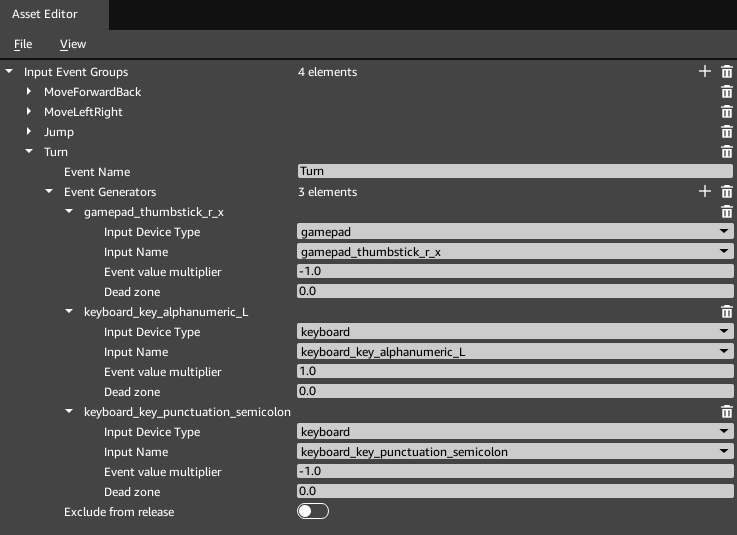 Asset Editor
File View
Input Event Groups 4 elements
MoveForwardBack
MoveLeftRight
Jump
Turn
Event Name Turn
Event Generators 3 elements
gamepad_thumbstick_r_x
Input Device Type gamepad
Input Name gamepad_thumbstick_r_x
Event value multiplier -1.0
Dead zone 0.0
keyboard_key_alphanumeric_L
Input Device Type keyboard
Input Name keyboard_key_alphanumeric_L
Event value multiplier 1.0
Dead zone 0.0
keyboard_key_punctuation_semicolon
Input Device Type keyboard
Input Name keyboard_key_punctuation_semicolon
Event value multiplier -1.0
Dead zone 0.0
Exclude from release